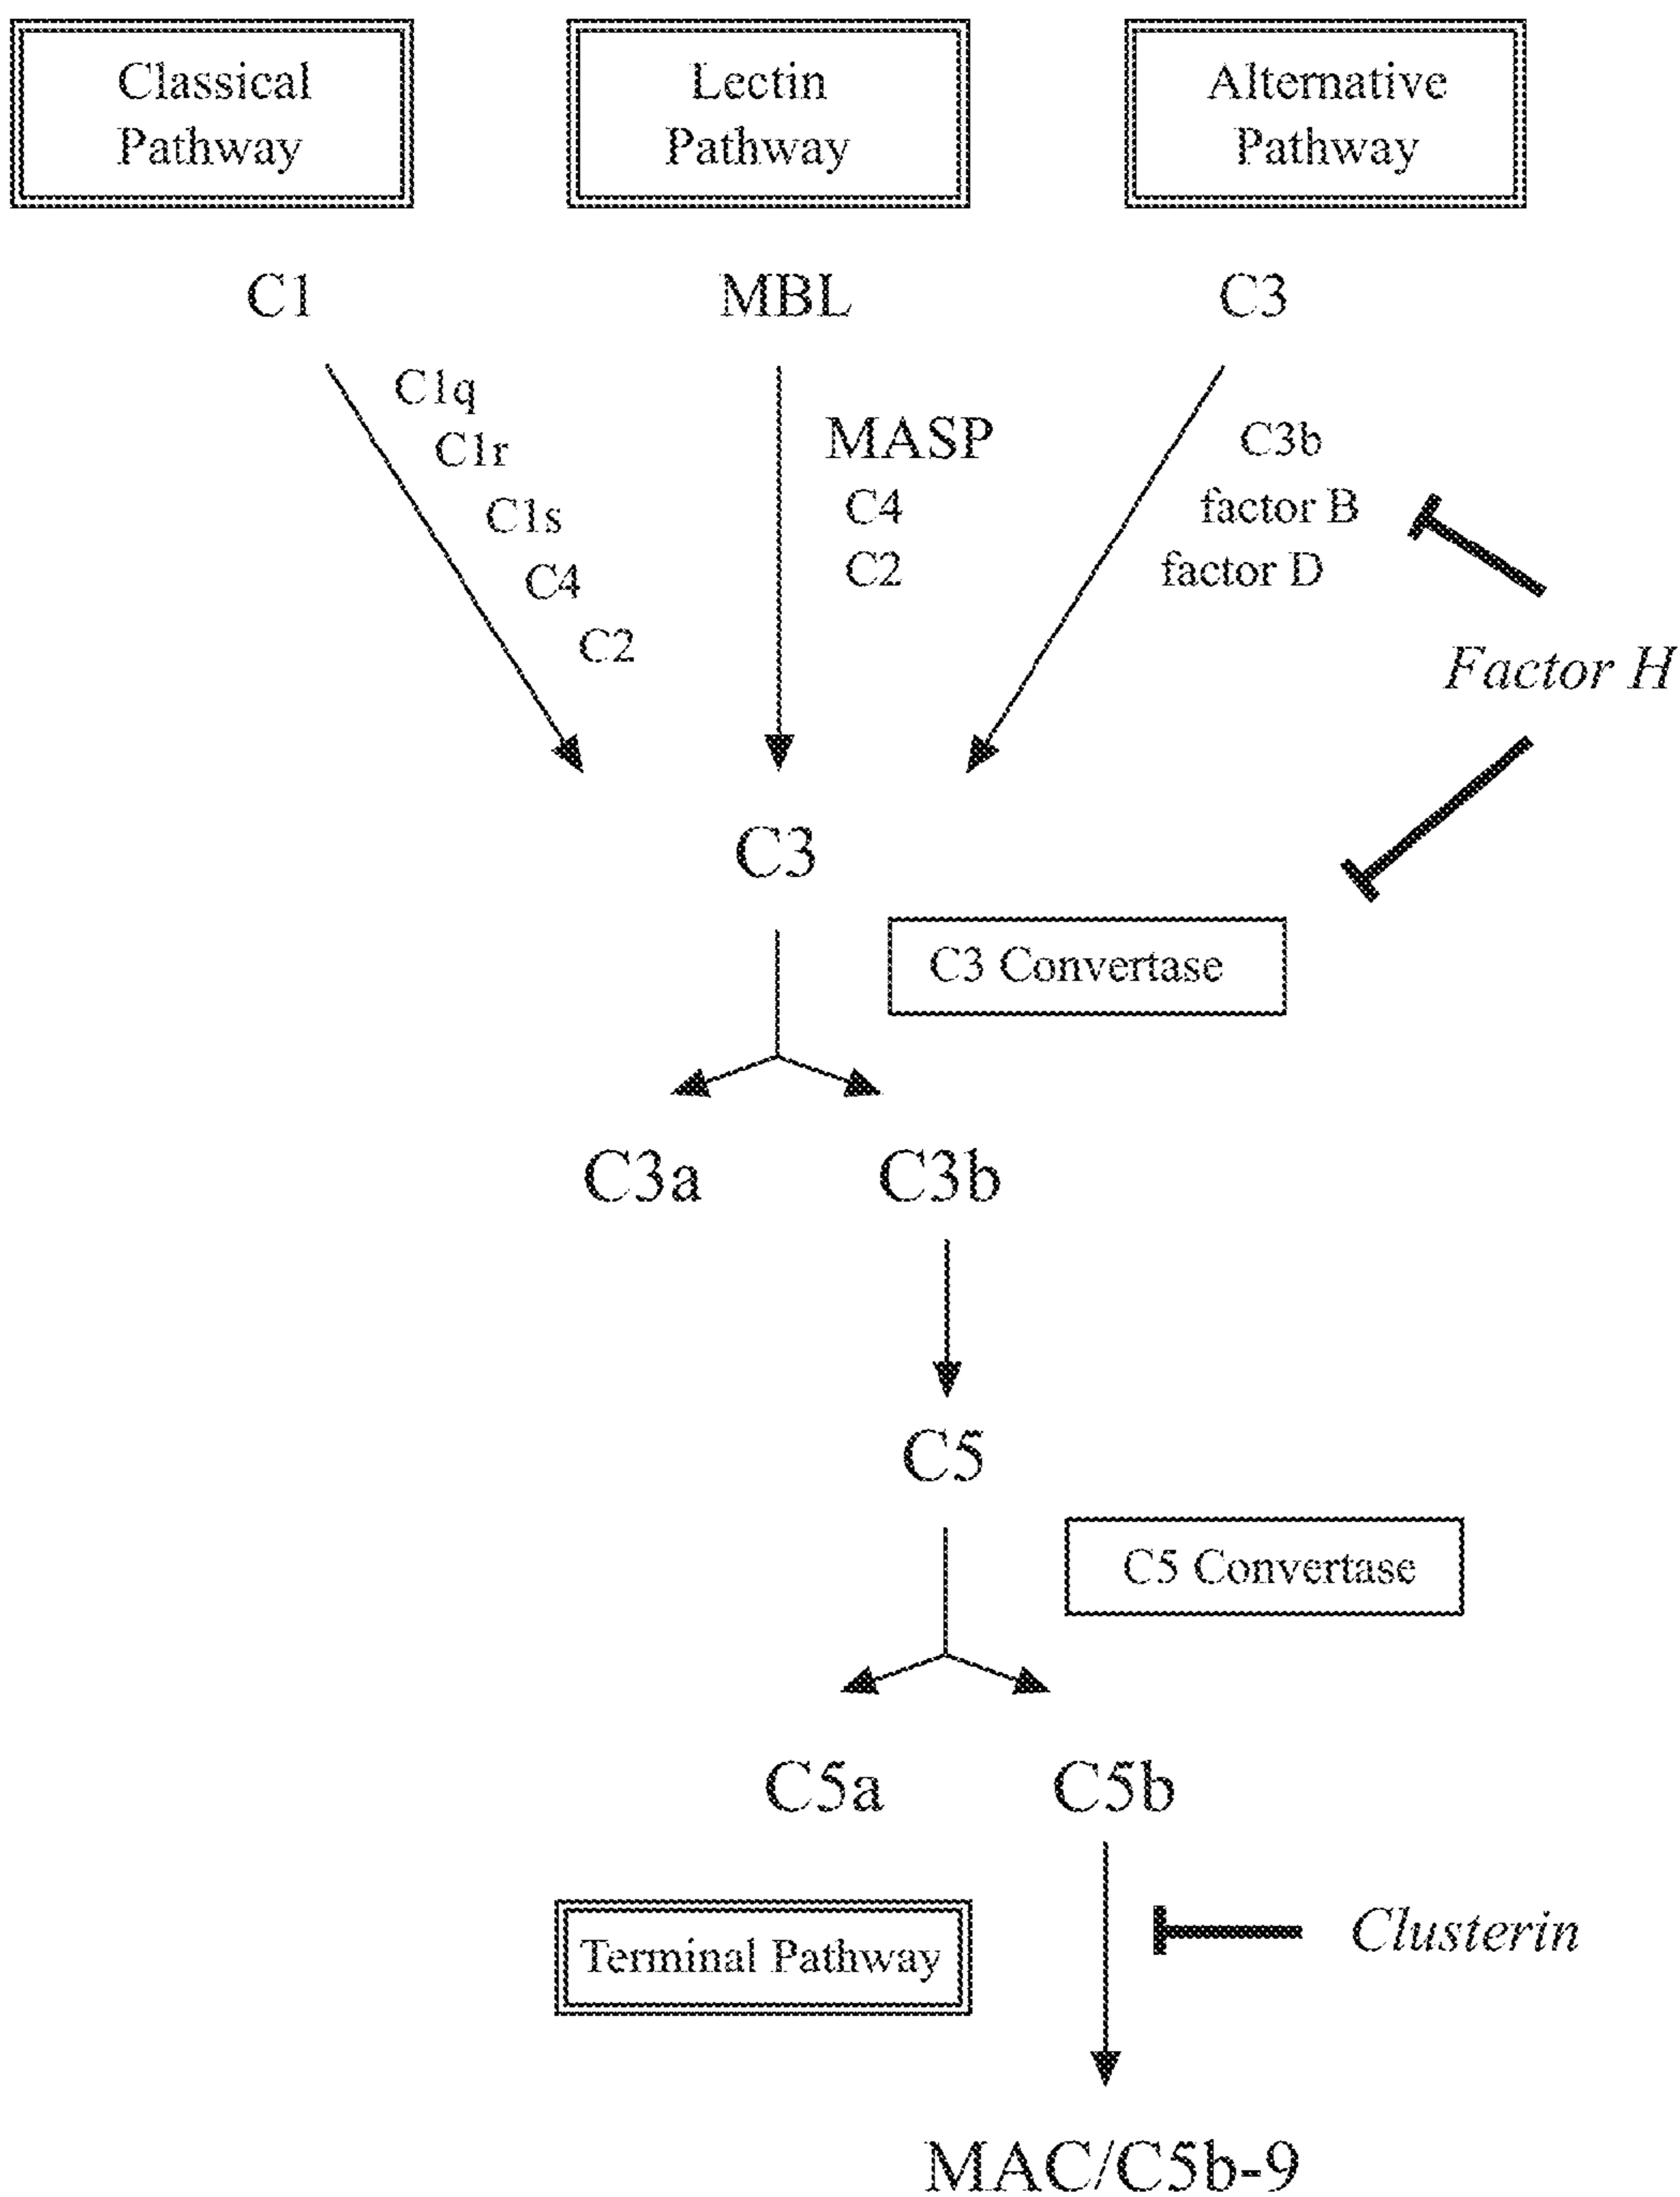 Classical
Pathway
Lectin
Pathway
Alternative
Pathway
C1
MBL
C3
C1q
C1r
C1s
C4
C2
MASP
C4
C2
C3b
factor B
factor D
Factor H
C3
C3 Convertase
C3a
C3b
C5
C5 Convertase
C5a
C5b
Terminal Pathway
Clusterin
MAC/C5b-9